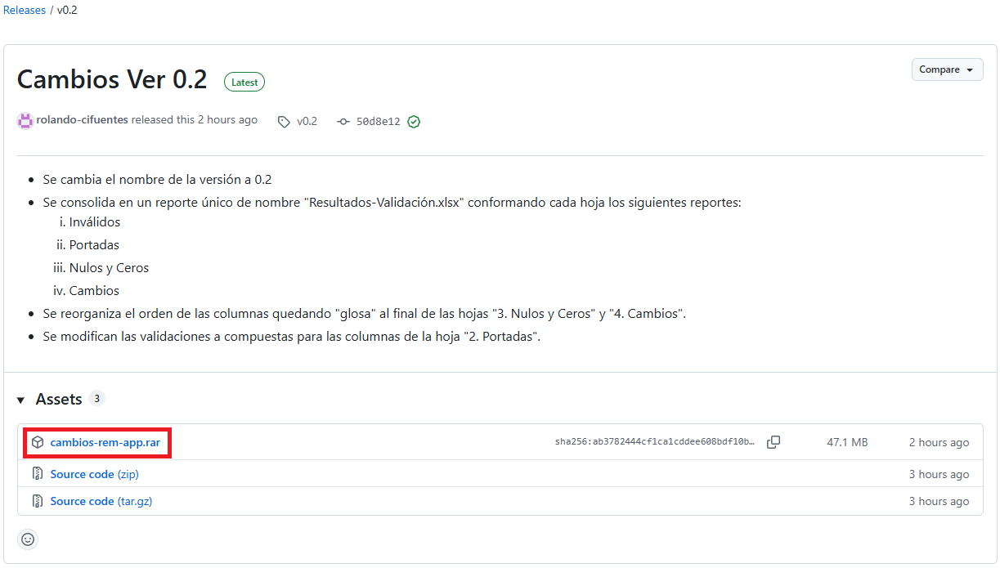 Releases / v0.2
Cambios Ver 0.2 Latest
Compare
rolando-cifuentes released this 2 hours ago v0.2 50d8e12
Se cambia el nombre de la versión a 0.2
Se consolida en un reporte único de nombre "Resultados-Validación.xlsx" conformando cada hoja los siguientes reportes:
i. Inválidos
ii. Portadas
iii. Nulos y Ceros
iv. Cambios
Se reorganiza el orden de las columnas quedando "glosa" al final de las hojas "3. Nulos y Ceros" y "4. Cambios".
Se modifican las validaciones a compuestas para las columnas de la hoja "2. Portadas".
Assets 3
cambios-rem-app.rar sha256:ab3782444cf1ca1cddee608bdf10b… 47.1 MB 2 hours ago
Source code (zip) 3 hours ago
Source code (tar.gz) 3 hours ago